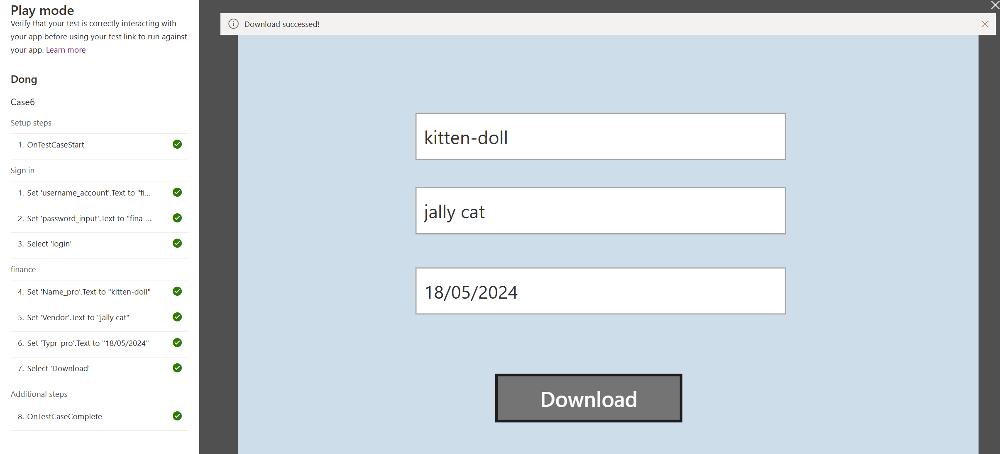 Play mode
Verify that your test is correctly interacting with
your app before using your test link to run against
your app. Learn more
Dong
Case6
Setup steps
1. OnTestCaseStart
Sign in
1. Set 'username_account'.Text to "fi...
2. Set 'password_input'.Text to "fina-...
3. Select 'login'
finance
4. Set 'Name_pro'.Text to "kitten-doll"
5. Set 'Vendor'.Text to "jally cat"
6. Set 'Typr_pro'.Text to "18/05/2024"
7. Select 'Download'
Additional steps
8. OnTestCaseComplete
Download successed!
kitten-doll
jally cat
18/05/2024
Download